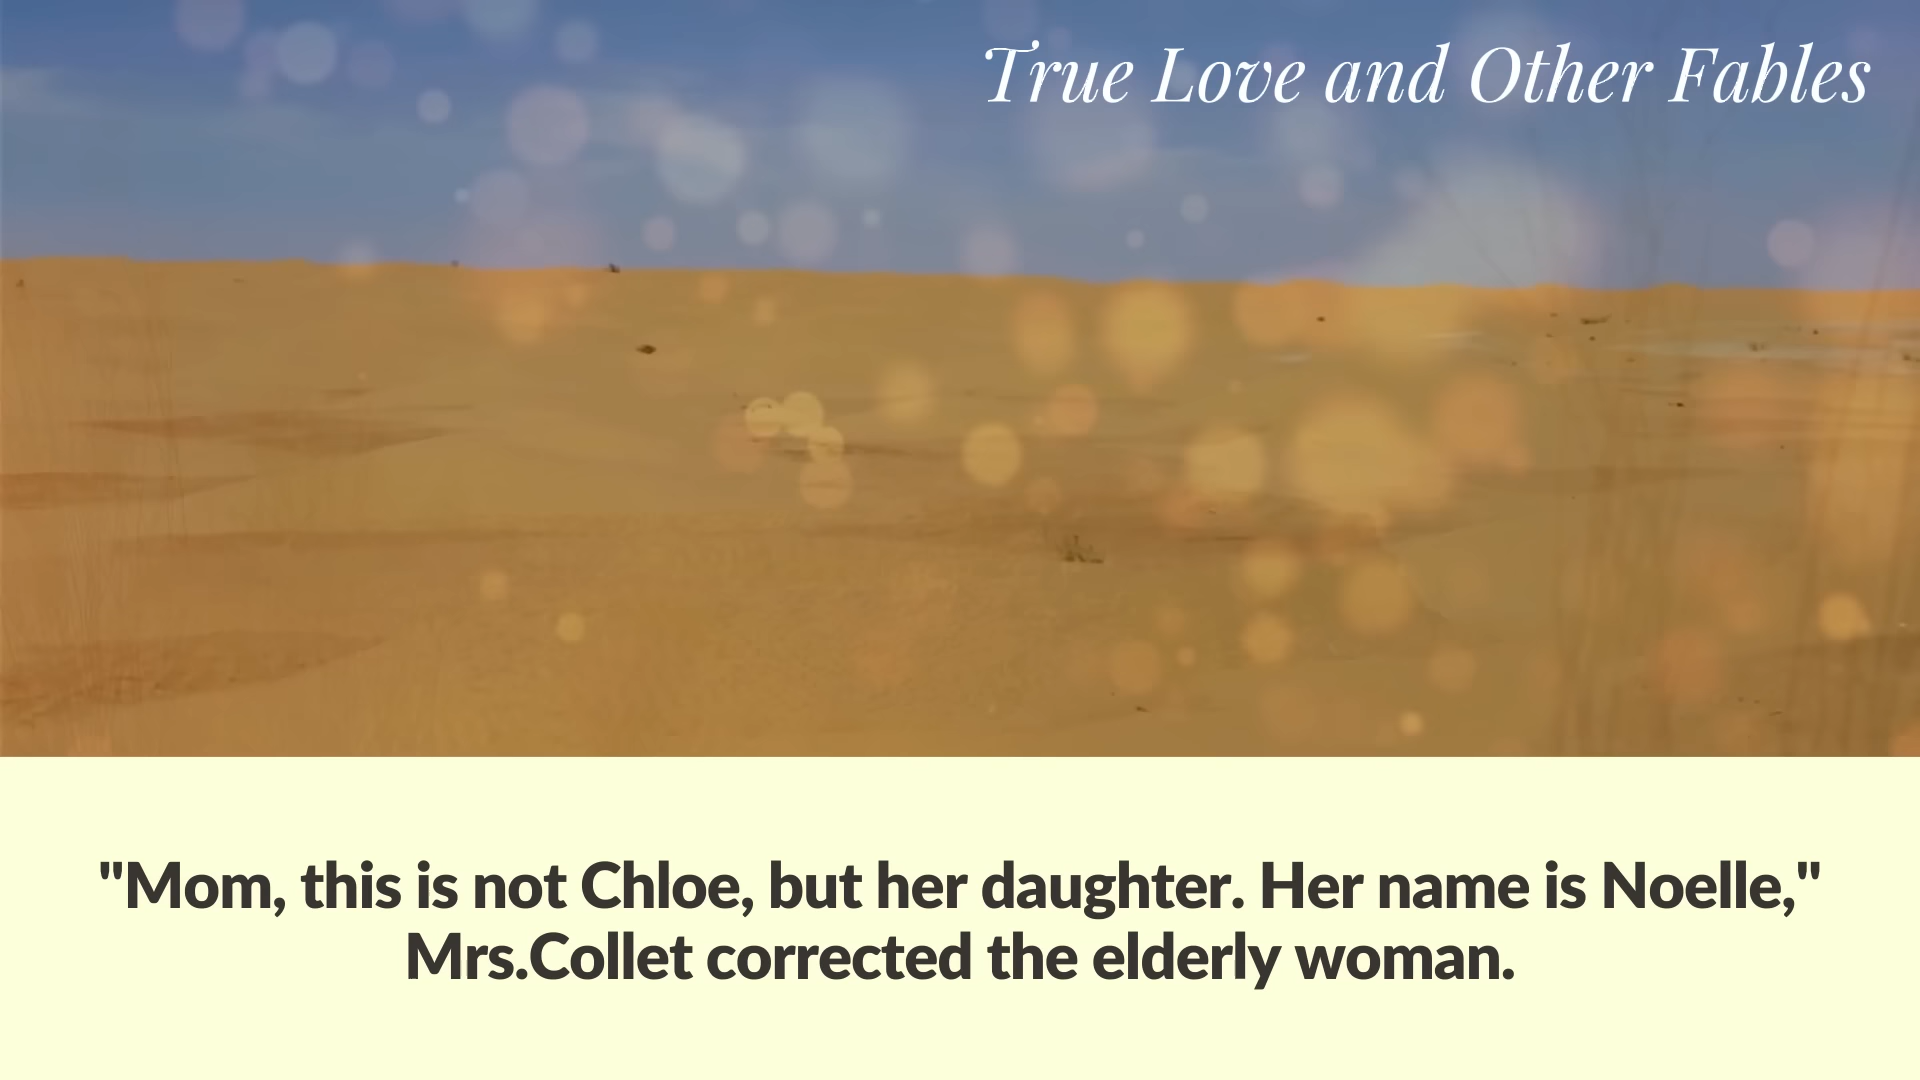 True Love and Other Fables
"Mom, this is not Chloe, but her daughter. Her name is Noelle,"
Mrs.Collet corrected the elderly woman.